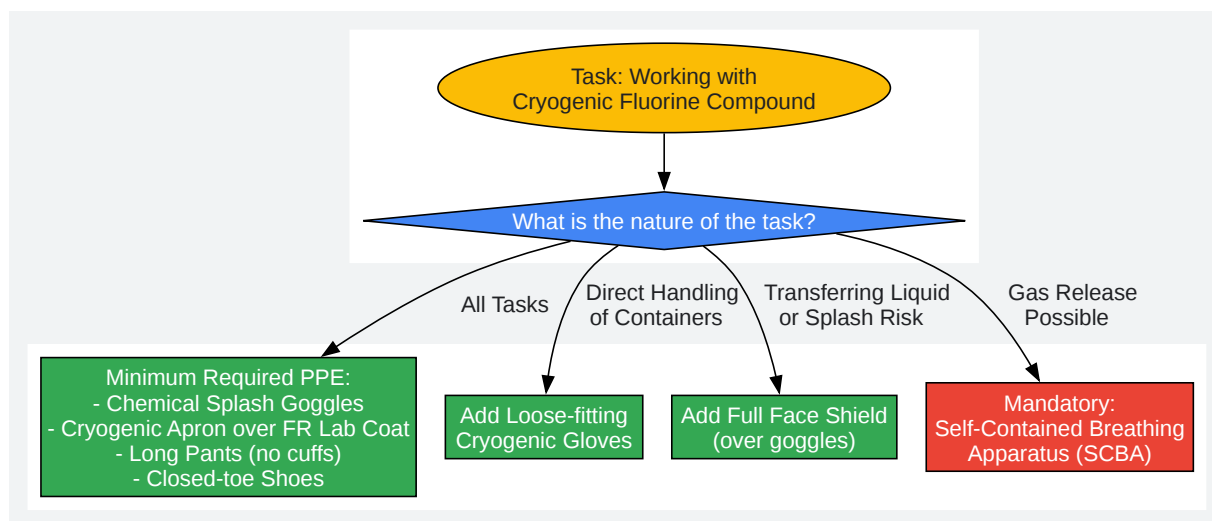 Task: Working with
Cryogenic Fluorine Compound
What is the nature of the task?
All Tasks
Direct Handling
of Containers
Transferring Liquid
or Splash Risk
Gas Release
Possible
Minimum Required PPE:
- Chemical Splash Goggles
- Cryogenic Apron over FR Lab Coat
- Long Pants (no cuffs)
- Closed-toe Shoes
Add Loose-fitting
Cryogenic Gloves
Add Full Face Shield
(over goggles)
Mandatory:
Self-Contained Breathing
Apparatus (SCBA)